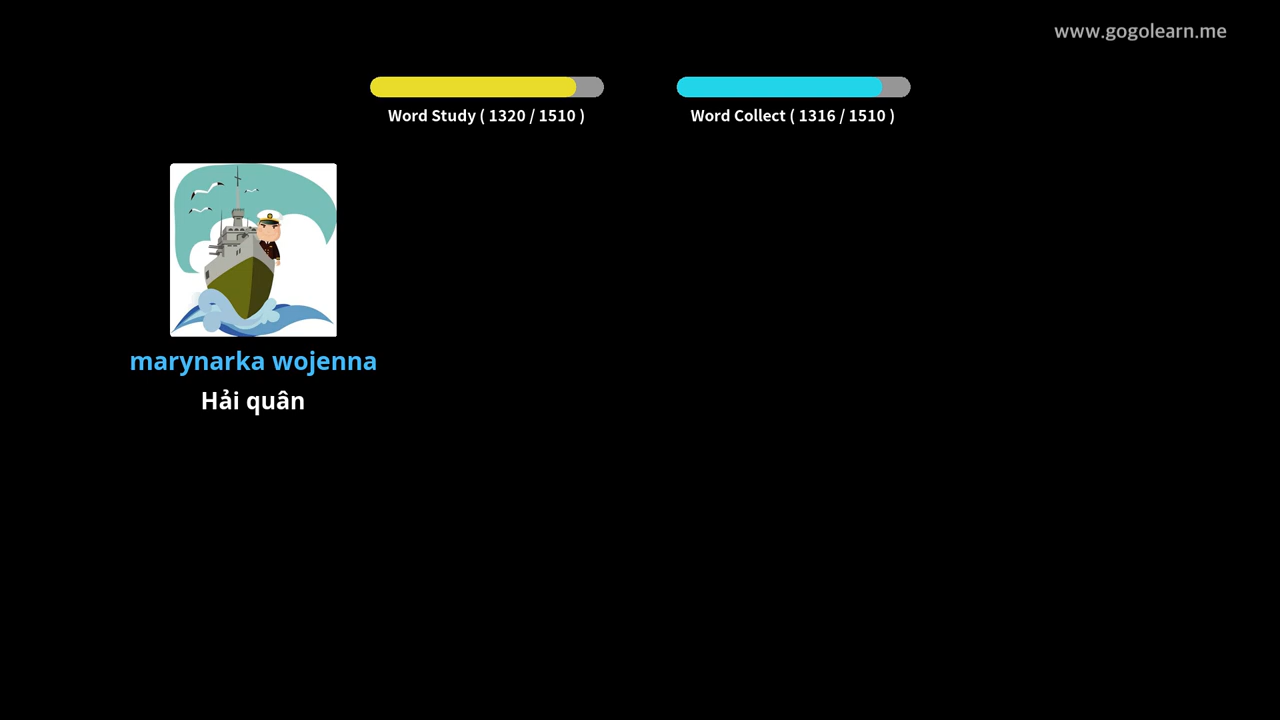 www.gogolearn.me
Word Study ( 1320 / 1510 )
Word Collect ( 1316 / 1510 )
marynarka wojenna
Hải quân